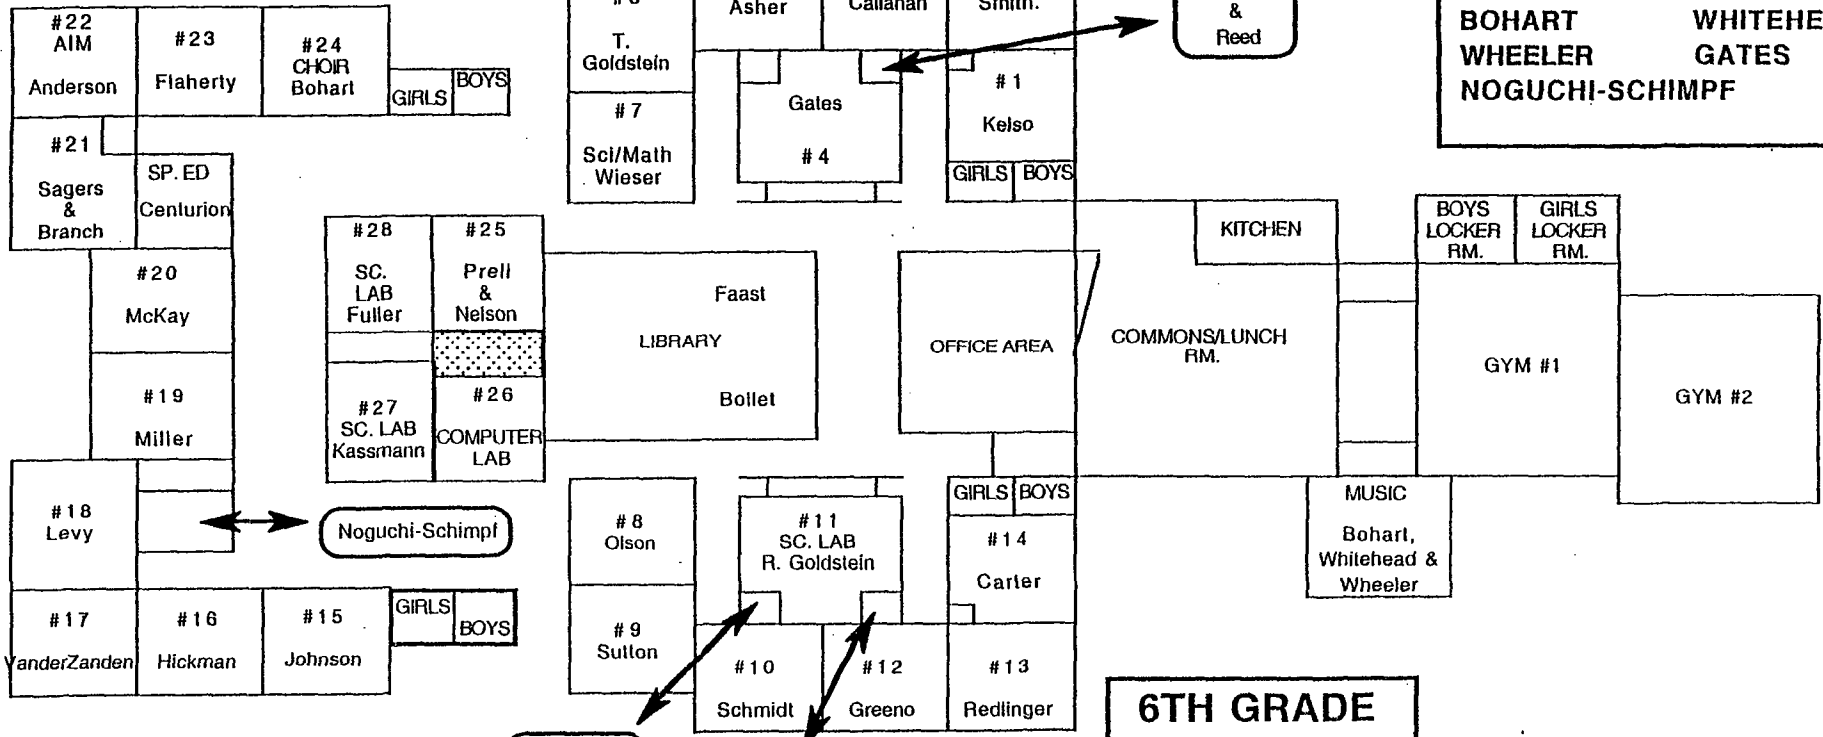 #22
AIM
Anderson
#23
Flaherty
#24
CHOIR
Bohart
GIRLS
BOYS
T.
Goldstein
Asher
Callahan
Smith.
&
Reed
BOHART
WHEELER GATES
NOGUCHI-SCHIMPF
#7
Sci/Math
Wieser
Gates
#4
#1
Kelso
GIRLS
BOYS
#21
Sagers
&
Branch
SP. ED
Centurion
#20
McKay
#19
Miller
#28
SC.
LAB
Fuller
#25
Prell
&
Nelson
#27
SC. LAB
Kassmann
#26
COMPUTER
LAB
Faast
LIBRARY
Bollet
OFFICE AREA
COMMONS/LUNCH
RM.
KITCHEN
BOYS
LOCKER
RM.
GIRLS
LOCKER
RM.
GYM #1
GYM #2
#18
Levy
Noguchi-Schimpf
#8
Olson
#11
SC. LAB
R. Goldstein
GIRLS
BOYS
#14
Carter
MUSIC
Bohart,
Whitehead &
Wheeler
#17
VanderZanden
#16
Hickman
#15
Johnson
GIRLS
BOYS
#9
Sutton
#10
Schmidt
#12
Greeno
#13
Redlinger
6TH GRADE